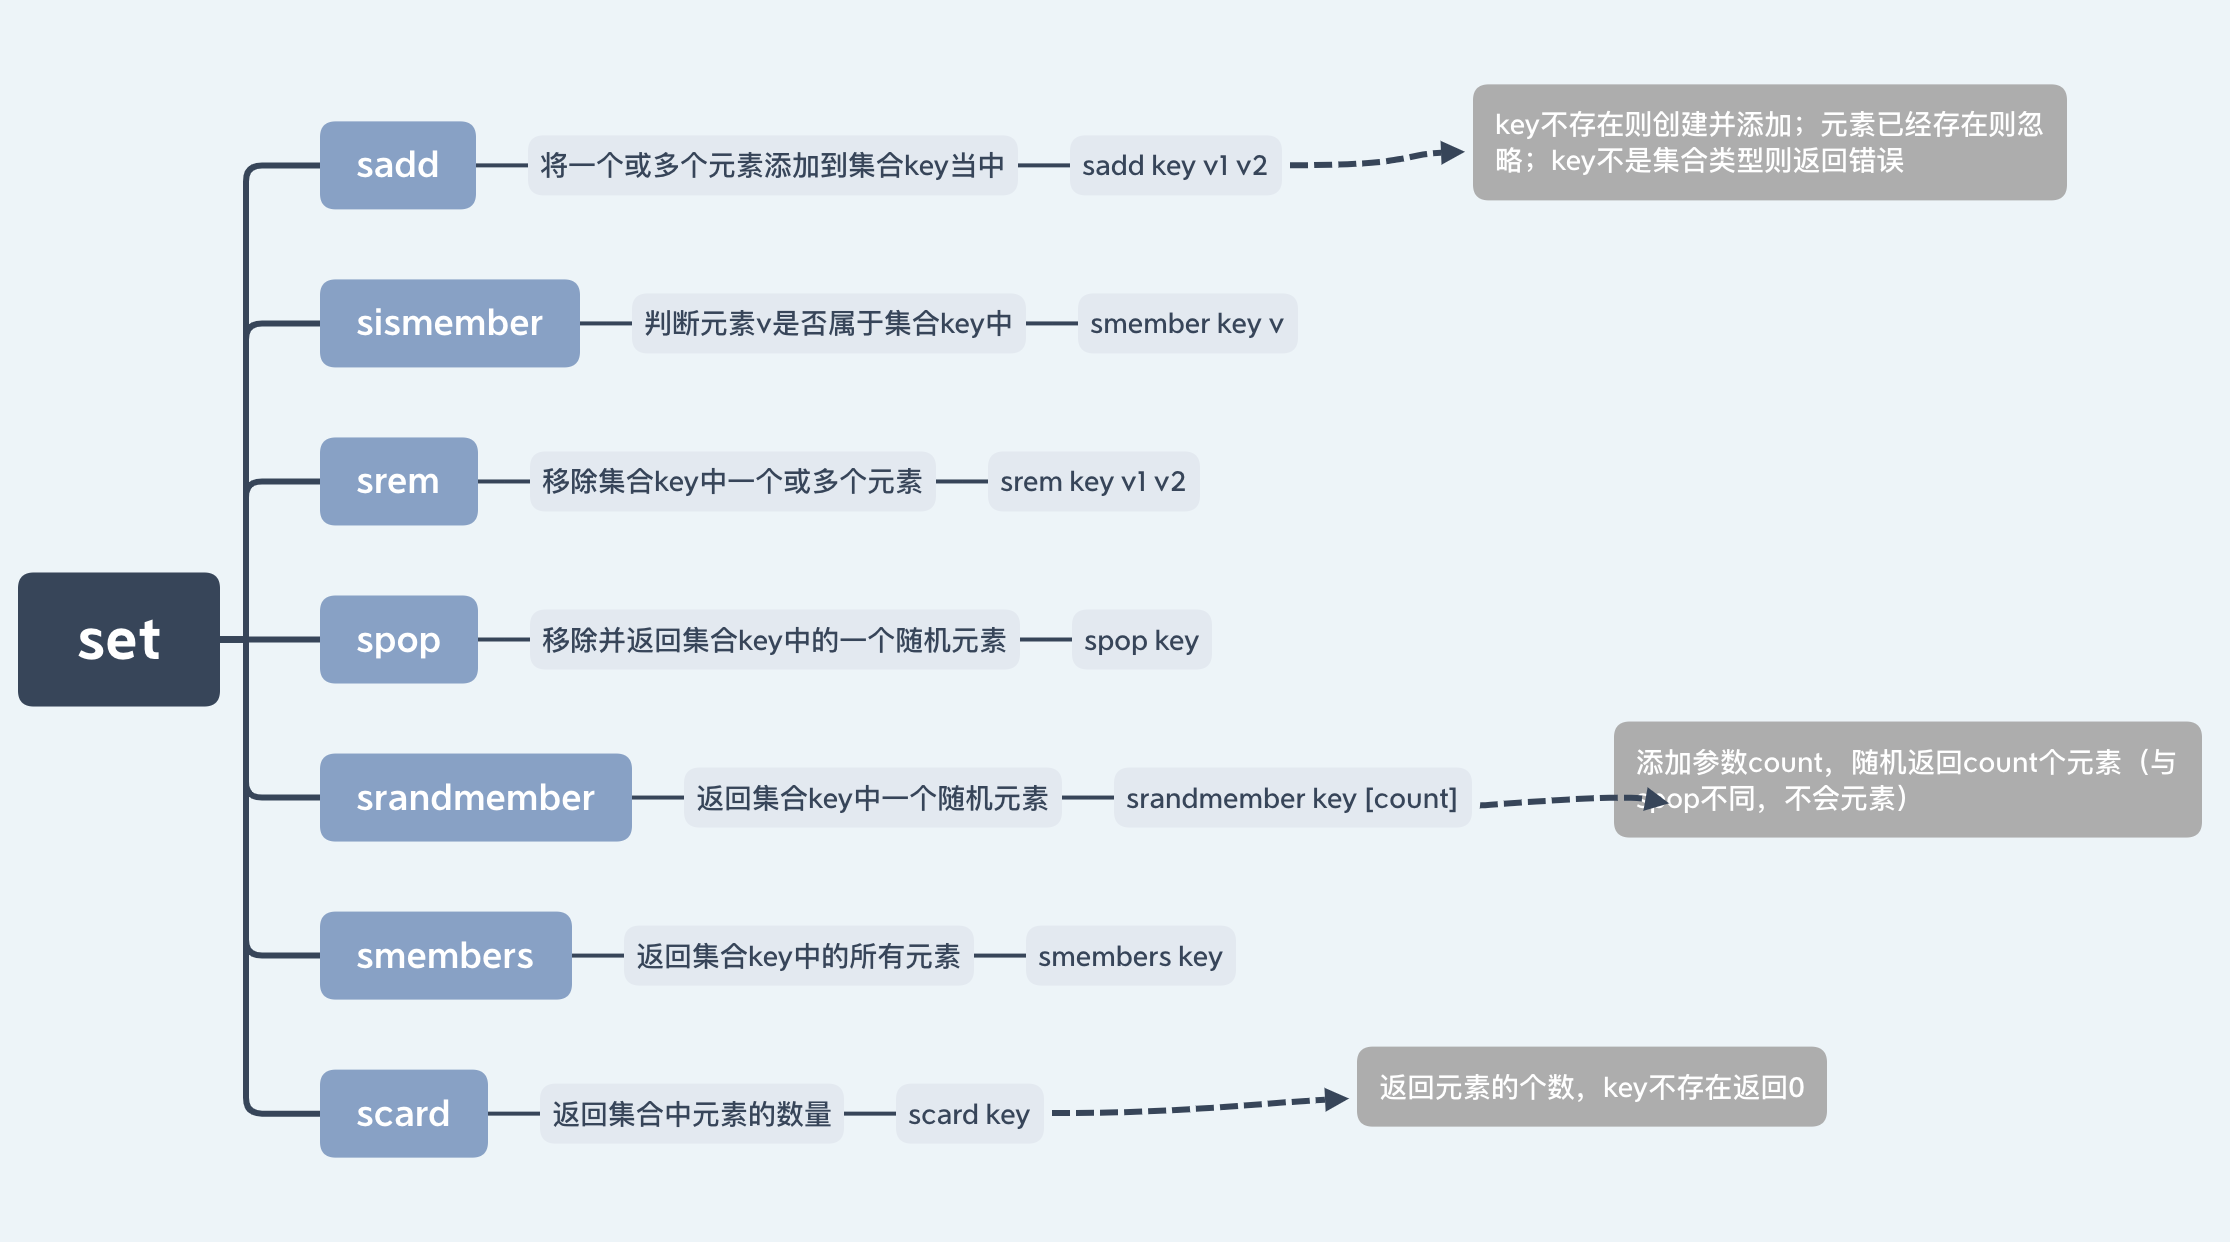 set
sadd
将一个或多个元素添加到集合key当中
sadd key v1 v2
key不存在则创建并添加；元素已经存在则忽
略；key不是集合类型则返回错误
sismember
判断元素v是否属于集合key中
smember key v
srem
移除集合key中一个或多个元素
srem key v1 v2
spop
移除并返回集合key中的一个随机元素
spop key
srandmember
返回集合key中一个随机元素
srandmember key [count]
添加参数count，随机返回count个元素（与
spop不同，不会元素）
smembers
返回集合key中的所有元素
smembers key
scard
返回集合中元素的数量
scard key
返回元素的个数，key不存在返回0